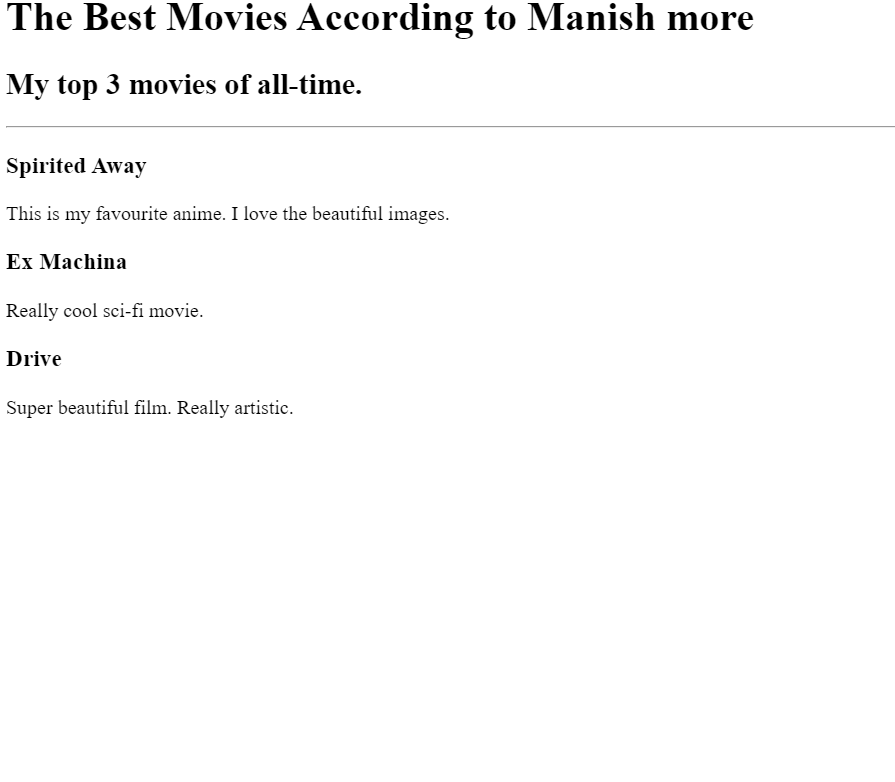 The Best Movies According to Manish more
My top 3 movies of all-time.
Spirited Away
This is my favourite anime. I love the beautiful images.
Ex Machina
Really cool sci-fi movie.
Drive
Super beautiful film. Really artistic.